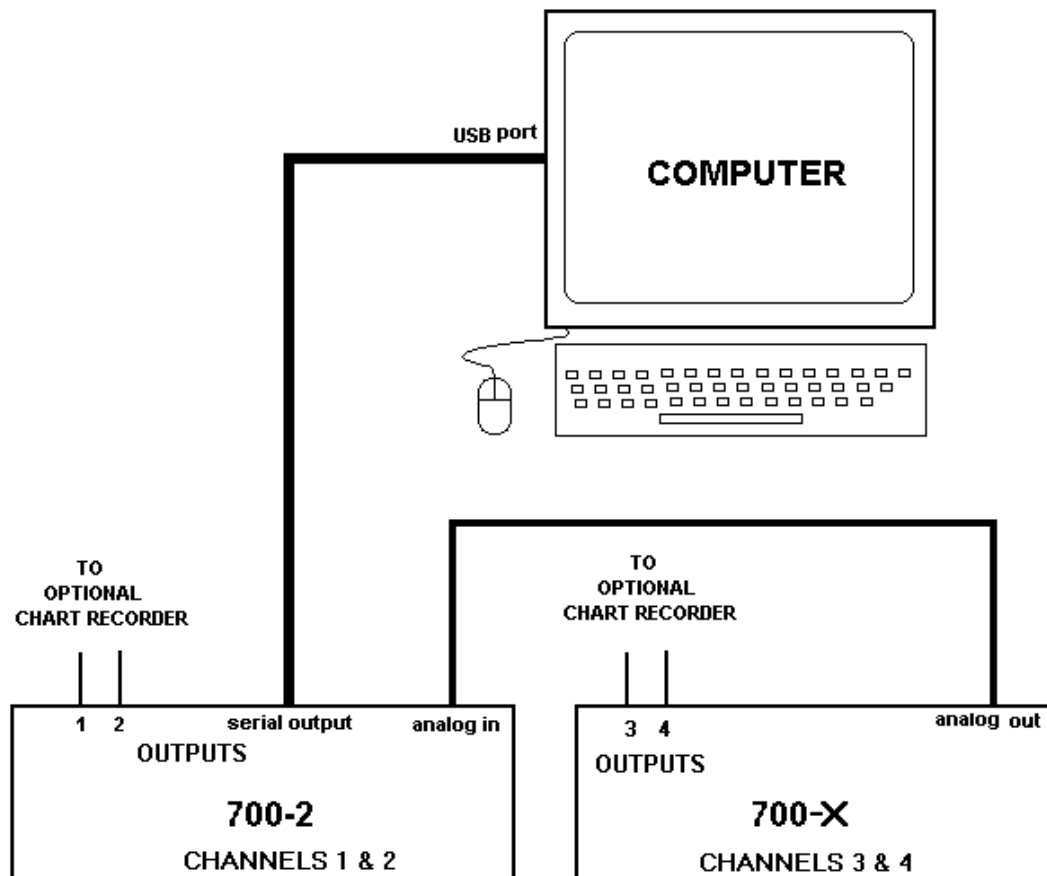 USB port
COMPUTER
TO
OPTIONAL
CHART RECORDER
TO
OPTIONAL
CHART RECORDER
1 2 serial output analog in
OUTPUTS
700-2
CHANNELS 1 & 2
3 4 analog out
OUTPUTS
700-X
CHANNELS 3 & 4